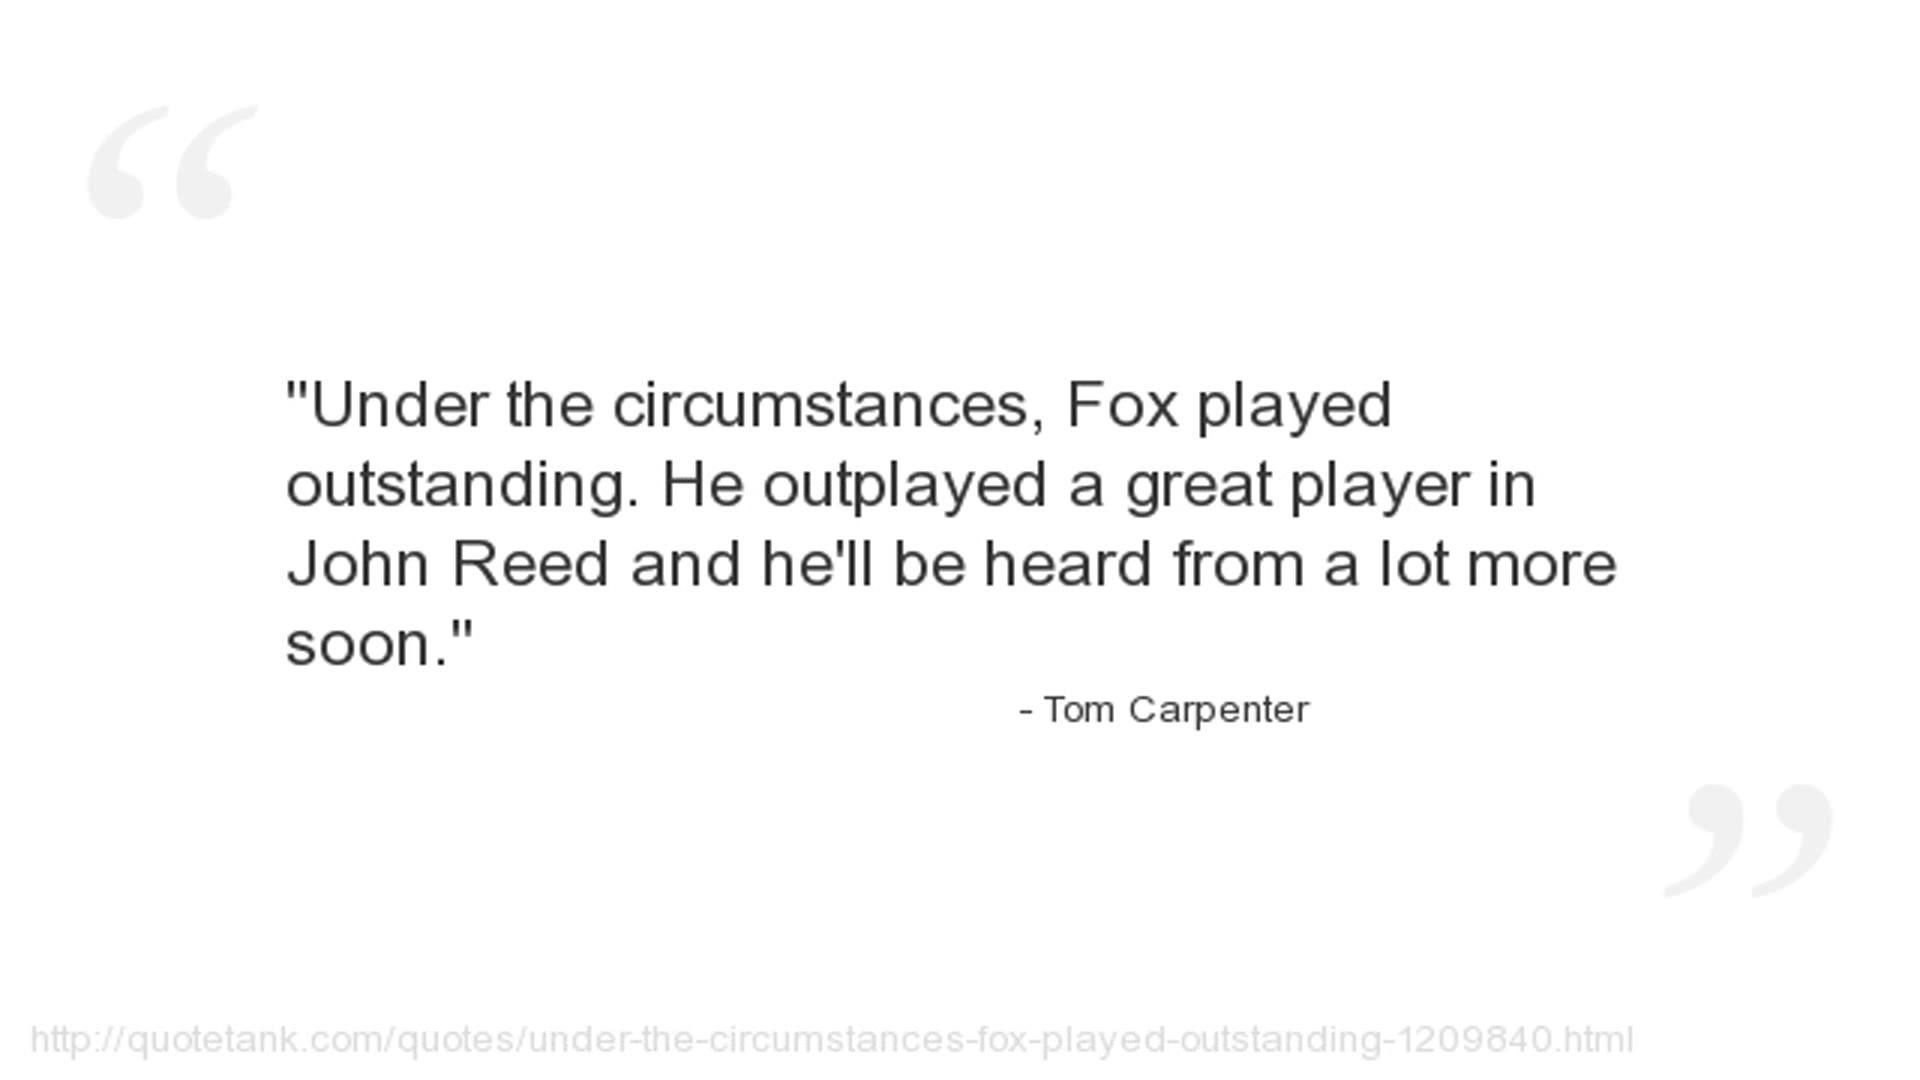 "Under the circumstances, Fox played
outstanding. He outplayed a great player in
John Reed and he'll be heard from a lot more
soon."
- Tom Carpenter
http://quotetank.com/quotes/under-the-circumstances-fox-played-outstanding-1209840.html